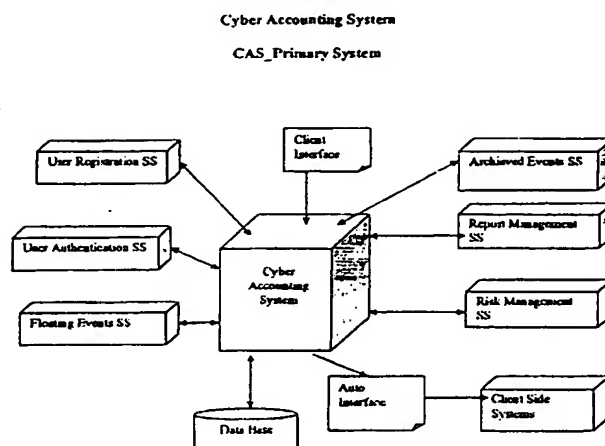 Cyber Accounting System
CAS_Primary System
Client
Interface
User Registration SS
Archieved Events SS
Report Management
SS
User Authentication SS
Cyber
Accounting
System
Floating Events SS
Risk Management
SS
Auto
Interface
Client Side
Systems
Data Base